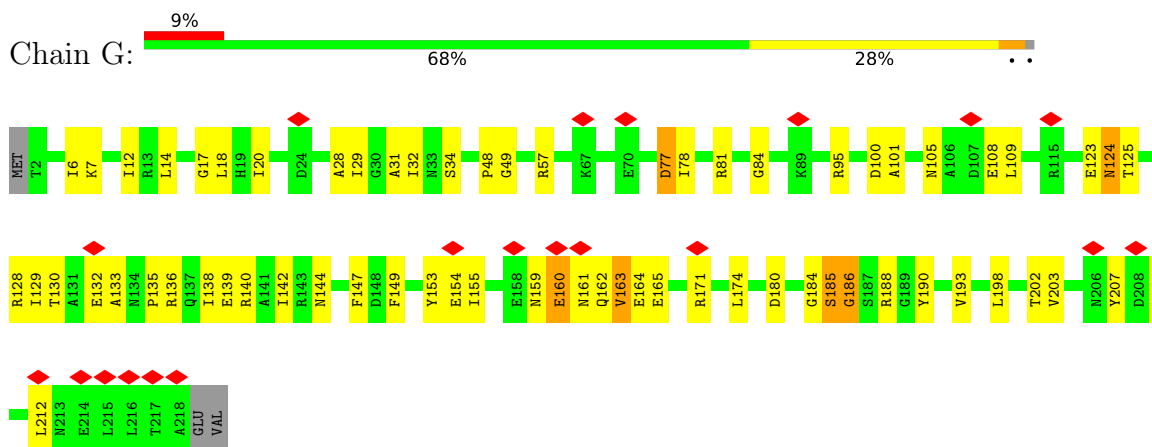 9%
Chain G:
68% 28% • •
MET T2 I6 K7 I12 R13 L14 G17 L18 H19 I20 D24 A28 I29 G30 A31 I32 N33 S34 P48 G49 R57 K67 E70 D77 I78 R81 G84 K89 R95 D100 A101 N105 A106 D107 E108 L109 R115 E123 N124 T125
R128 I129 T130 A131 E132 A133 N134 P135 R136 Q137 I138 E139 R140 A141 I142 R143 N144 F147 D148 F149 Y153 E154 I155 E158 N159 E160 N161 Q162 V163 E164 E165 R171 L174 D180 G184 S185 G186 S187 R188 G189 Y190 V193 L198 T202 V203 N206 Y207 D208
L212 N213 E214 L215 L216 T217 A218 GLU VAL